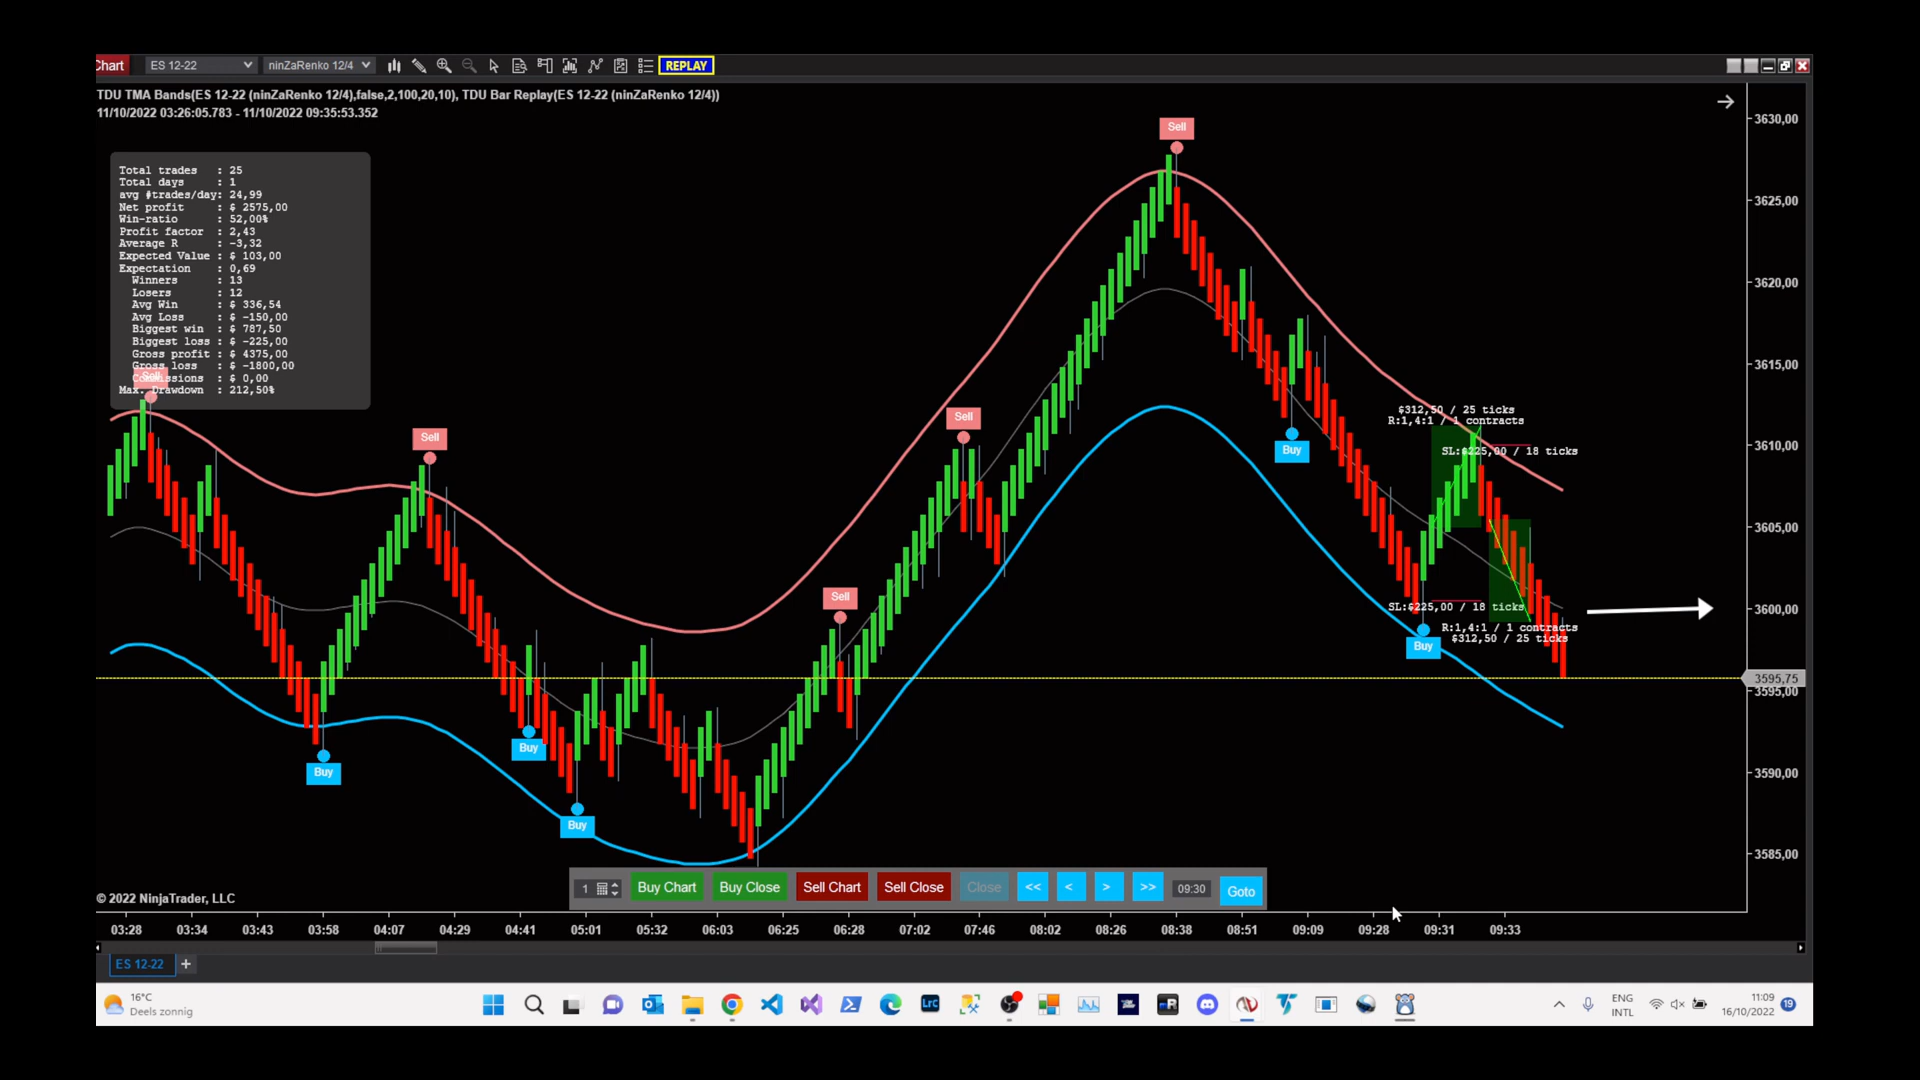 Chart
ES 12-22
ninZaRenko 12/4
REPLAY
TDU TMA Bands(ES 12-22 (ninZaRenko 12/4),false,2,100,20,10), TDU Bar Replay(ES 12-22 (ninZaRenko 12/4))
11/10/2022 03:26:05.783 - 11/10/2022 09:35:53.352
Total trades : 25
Total days : 1
avg #trades/day: 24,99
Net profit : $ 2575,00
Win-ratio : 52,00%
Profit factor : 2,43
Average R : -3,32
Expected Value : $ 103,00
Expectation : 0,69
Winners : 13
Losers : 12
Avg Win : $ 336,54
Avg Loss : $ -150,00
Biggest win : $ 787,50
Biggest loss : $ -225,00
Gross profit : $ 4375,00
Gross loss : $ -1800,00
Commissions : $ 0,00
Max. Drawdown : 212,50%
Sell
Sell
Sell
Sell
Sell
Buy
Buy
Buy
Buy
Buy
$312,50 / 25 ticks
R:1,4:1 / 1 contracts
SL:$225,00 / 18 ticks
SL:$225,00 / 18 ticks
R:1,4:1 / 1 contracts
$312,50 / 25 ticks
3630,00
3625,00
3620,00
3615,00
3610,00
3605,00
3600,00
3595,75
3595,00
3590,00
3585,00
1
Buy Chart
Buy Close
Sell Chart
Sell Close
Close
<<
<
>
>>
09:30
Goto
© 2022 NinjaTrader, LLC
03:28 03:34 03:43 03:58 04:07 04:29 04:41 05:01 05:32 06:03 06:25 06:28 07:02 07:46 08:02 08:26 08:38 08:51 09:09 09:28 09:31 09:33
ES 12-22
+
16°C
Deels zonnig
Lrc
ENG
INTL
11:09
16/10/2022
19